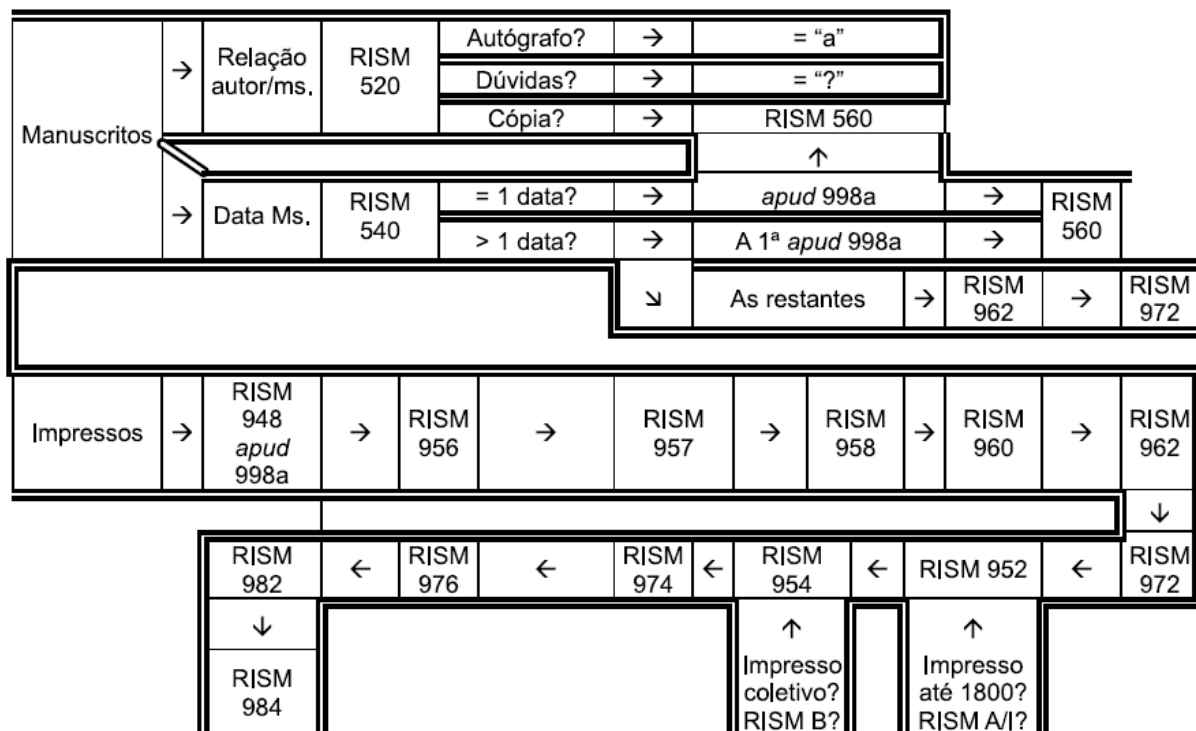 Manuscritos
→
Relação
autor/ms.
RISM
520
Autógrafo?
→
= “a”
Dúvidas?
→
= “?”
Cópia?
→
RISM 560
↑
→
Data Ms.
RISM
540
= 1 data?
→
apud 998a
→
RISM
560
> 1 data?
→
A 1ª apud 998a
→
↘
As restantes
→
RISM
962
→
RISM
972
Impressos
→
RISM
948
apud
998a
→
RISM
956
→
RISM
957
→
RISM
958
→
RISM
960
→
RISM
962
↓
RISM
982
←
RISM
976
←
RISM
974
←
RISM
954
←
RISM 952
←
RISM
972
↓
RISM
984
↑
Impresso
coletivo?
RISM B?
↑
Impresso
até 1800?
RISM A/I?